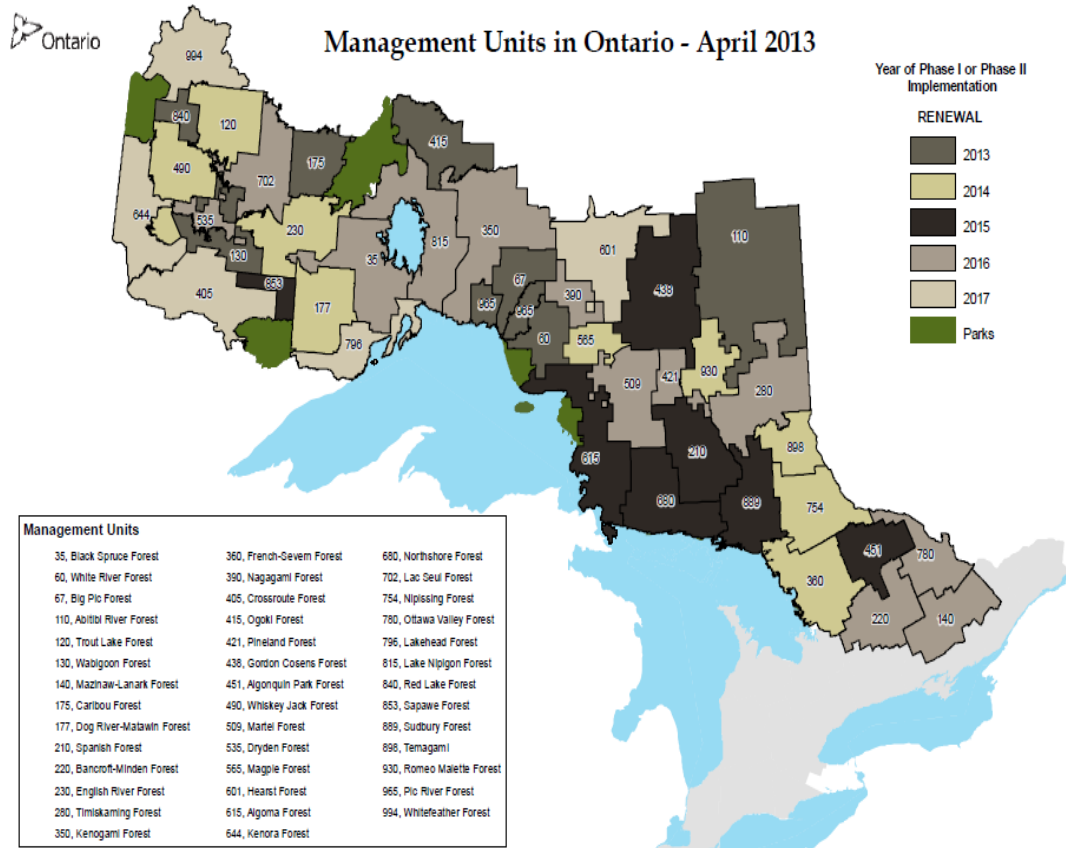 Ontario
Management Units in Ontario - April 2013
Year of Phase I or Phase II
Implementation
RENEWAL
2013
2014
2015
2016
2017
Parks
994
840
120
415
175
490
702
644
535
230
130
35
815
350
601
110
853
405
177
796
67
965
965
390
438
60
565
509
421
930
280
898
615
210
680
889
754
451
780
360
220
140
Management Units
35, Black Spruce Forest
60, White River Forest
67, Big Pic Forest
110, Abitibi River Forest
120, Trout Lake Forest
130, Wabigoon Forest
140, Mazinaw-Lanark Forest
175, Caribou Forest
177, Dog River-Matawin Forest
210, Spanish Forest
220, Bancroft-Minden Forest
230, English River Forest
280, Timiskaming Forest
350, Kenogami Forest
360, French-Severn Forest
390, Nagagami Forest
405, Crossroute Forest
415, Ogoki Forest
421, Pineland Forest
438, Gordon Cosens Forest
451, Algonquin Park Forest
490, Whiskey Jack Forest
509, Martel Forest
535, Dryden Forest
565, Magpie Forest
601, Hearst Forest
615, Algoma Forest
644, Kenora Forest
680, Northshore Forest
702, Lac Seul Forest
754, Nipissing Forest
780, Ottawa Valley Forest
796, Lakehead Forest
815, Lake Nipigon Forest
840, Red Lake Forest
853, Sapawe Forest
889, Sudbury Forest
898, Temagami
930, Romeo Malette Forest
965, Pic River Forest
994, Whitefeather Forest